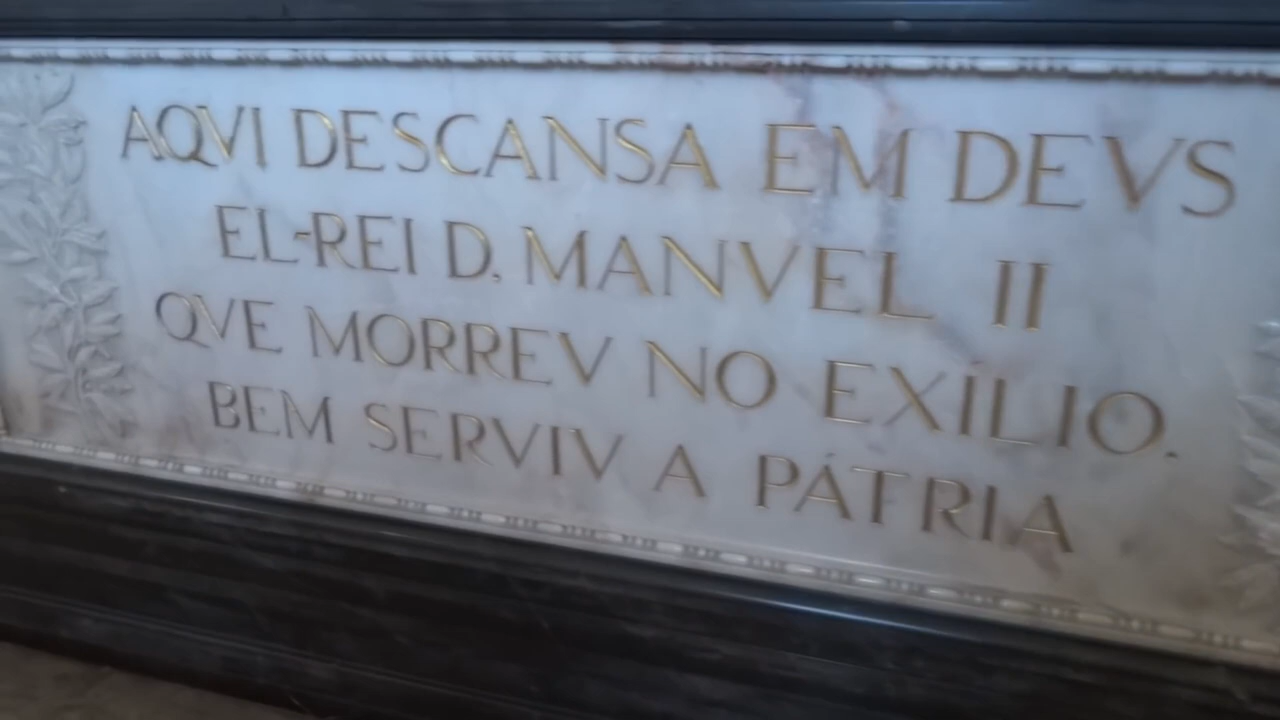 AQVI DESCANSA EM DEVS
EL-REI D. MANVEL II
QVE MORREV NO EXÍLIO.
BEM SERVIV A PÁTRIA